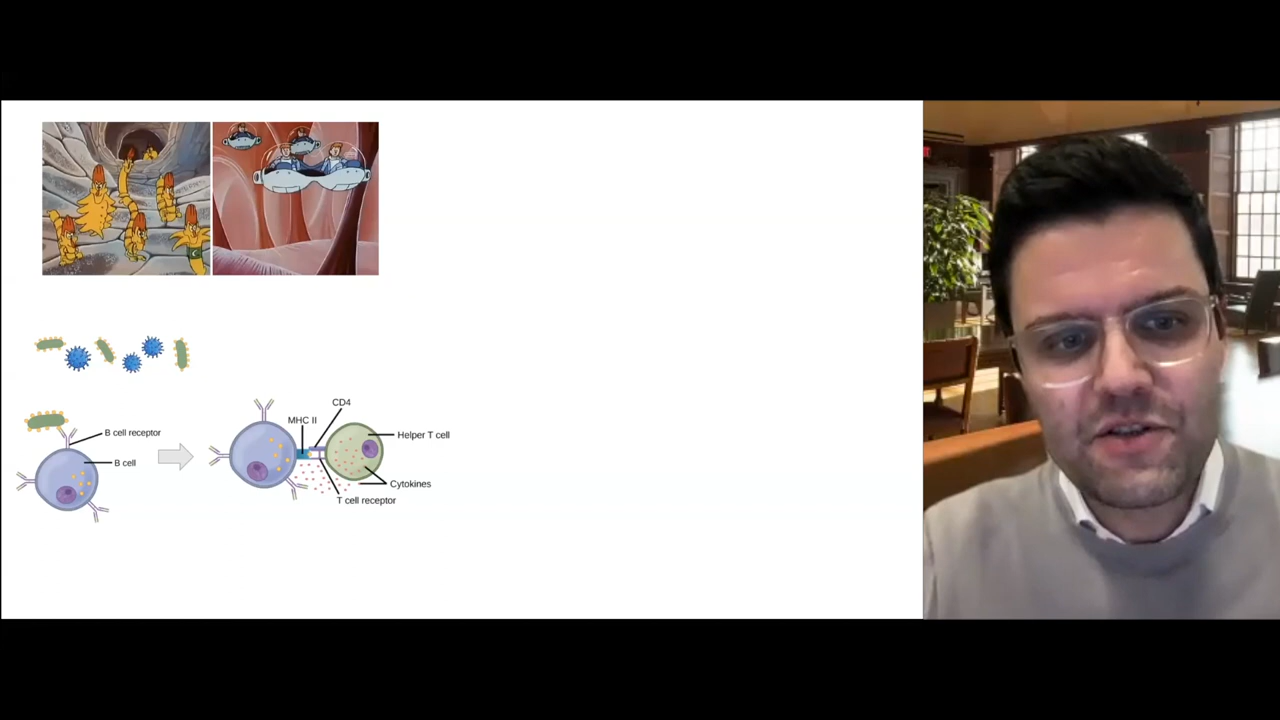 CD4
MHC II
B cell receptor
Helper T cell
B cell
Cytokines
T cell receptor